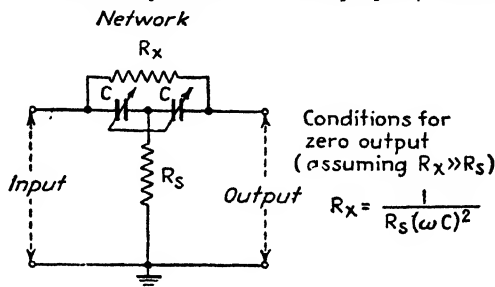 Network
Rx
C
C
Rs
Input
Output
Conditions for
zero output
(assuming Rx>>Rs)
Rx = 1 / Rs(ωC)²